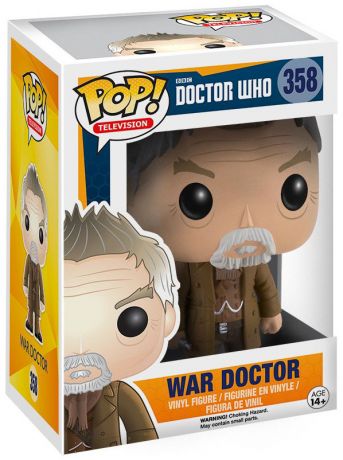 POP!
TELEVISION
BBC
DOCTOR WHO
358
POP!
TELEVISION
WAR DOCTOR
358
WAR DOCTOR
VINYL FIGURE / FIGURINE EN VINYLE /
FIGURA DE VINIL
WARNING! Choking Hazard.
May contain small parts.
AGE
14+